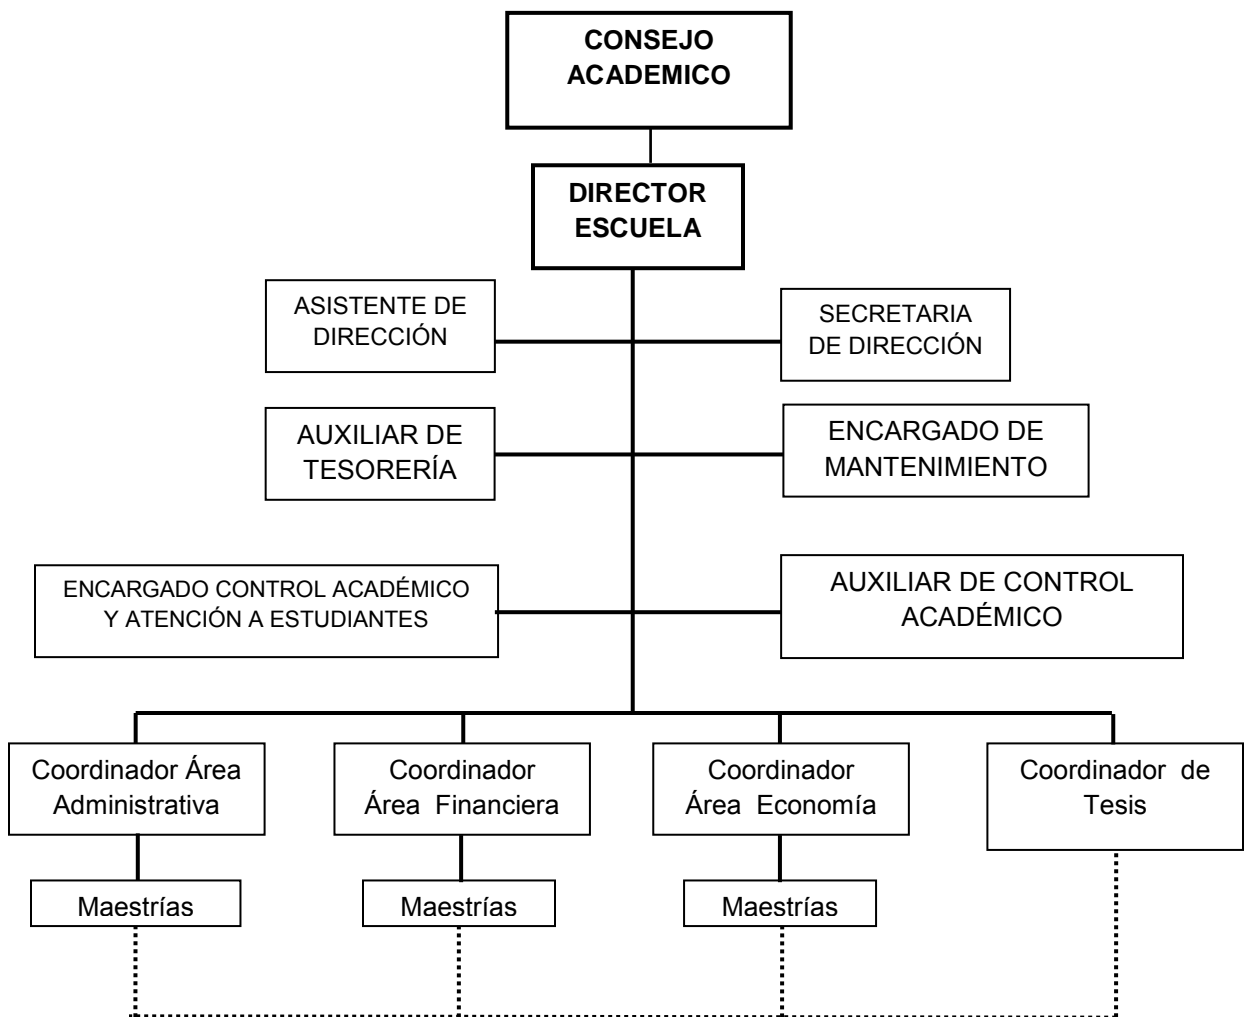 CONSEJO
ACADEMICO
DIRECTOR
ESCUELA
ASISTENTE DE
DIRECCIÓN
SECRETARIA
DE DIRECCIÓN
AUXILIAR DE
TESORERÍA
ENCARGADO DE
MANTENIMIENTO
ENCARGADO CONTROL ACADÉMICO
Y ATENCIÓN A ESTUDIANTES
AUXILIAR DE CONTROL
ACADÉMICO
Coordinador Área
Administrativa
Coordinador
Área Financiera
Coordinador
Área Economía
Coordinador de
Tesis
Maestrías
Maestrías
Maestrías